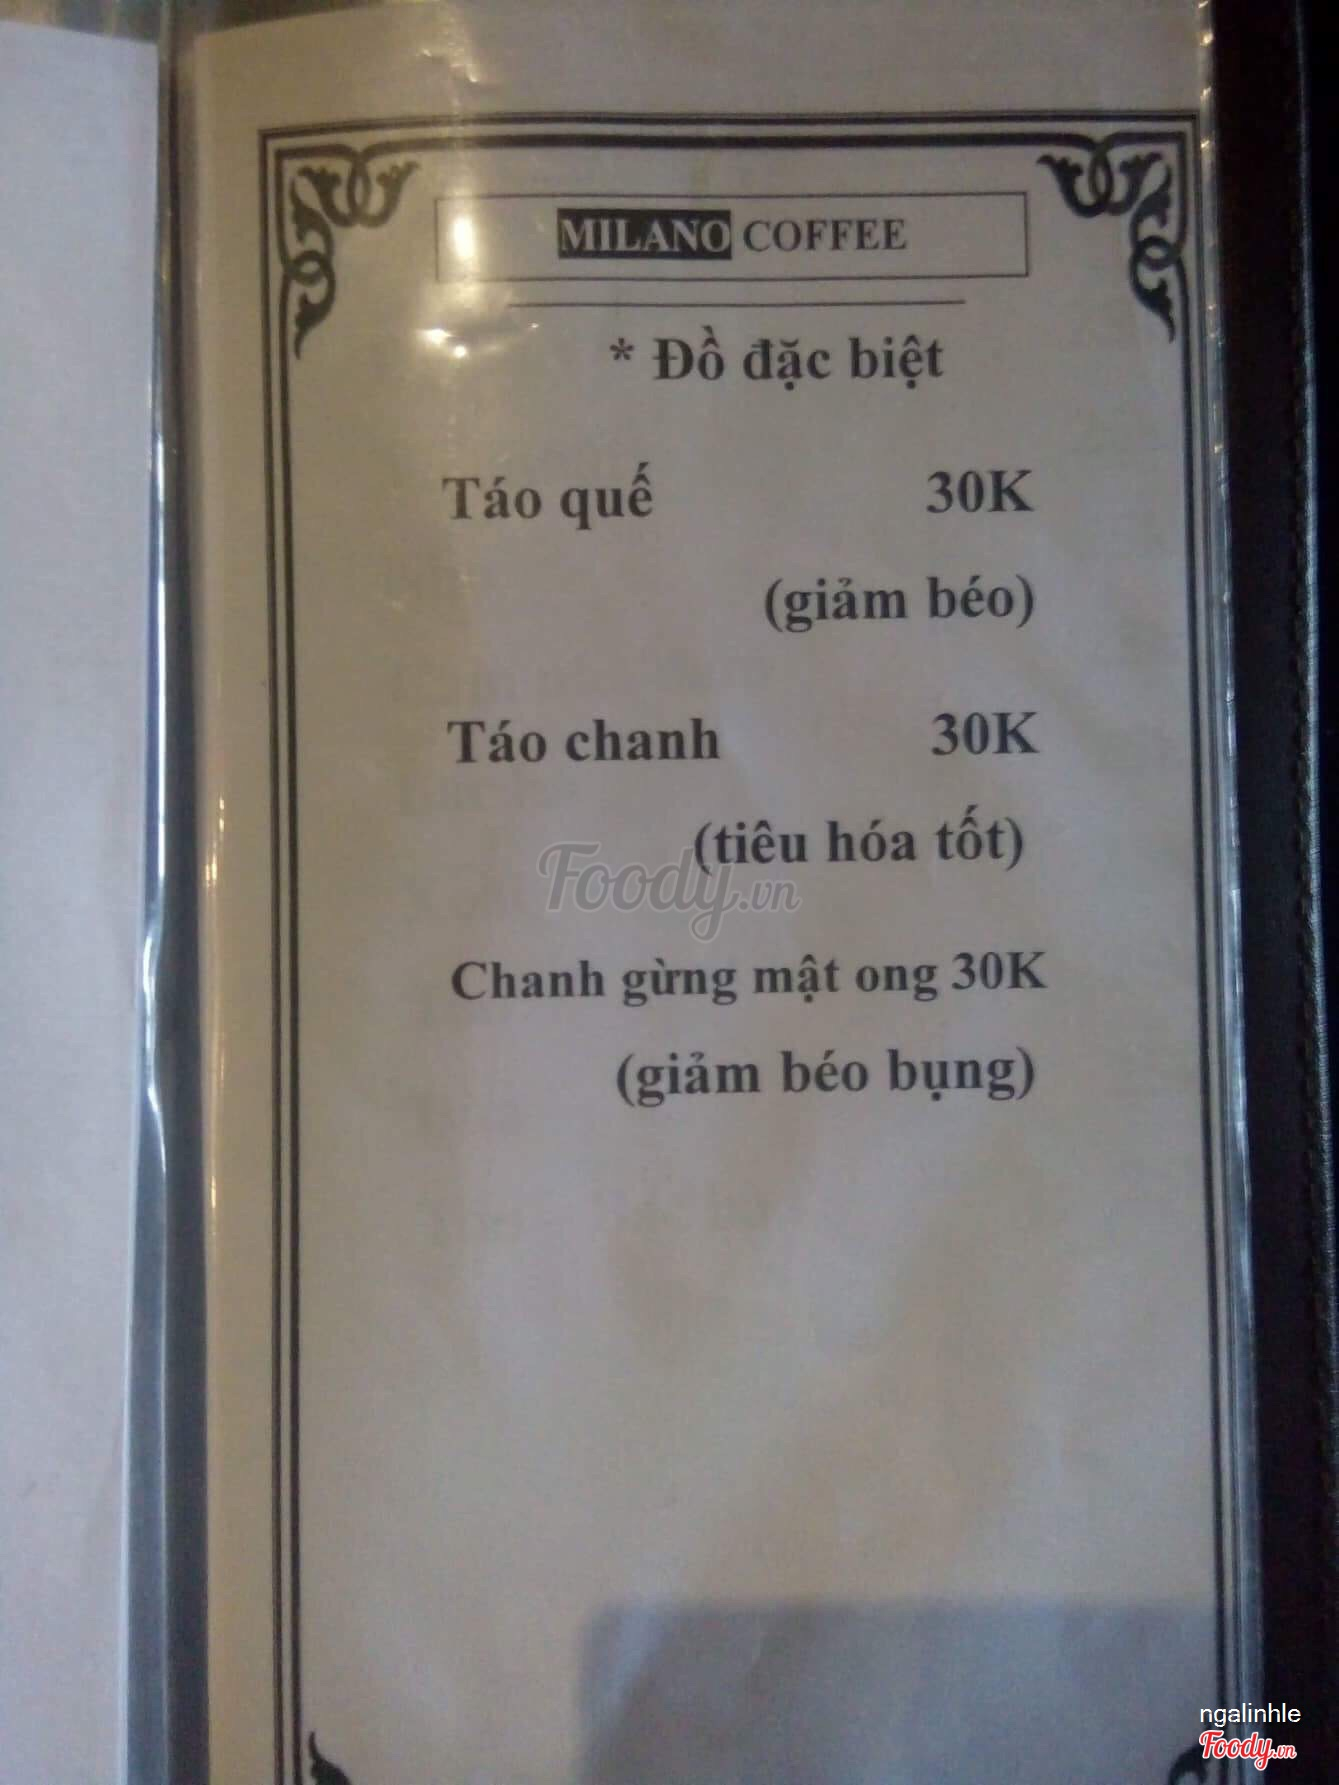 MILANO COFFEE
* Đồ đặc biệt
Táo quế 30K
(giảm béo)
Táo chanh 30K
(tiêu hóa tốt)
Foody.vn
Chanh gừng mật ong 30K
(giảm béo bụng)
ngalinhle
Foody.vn